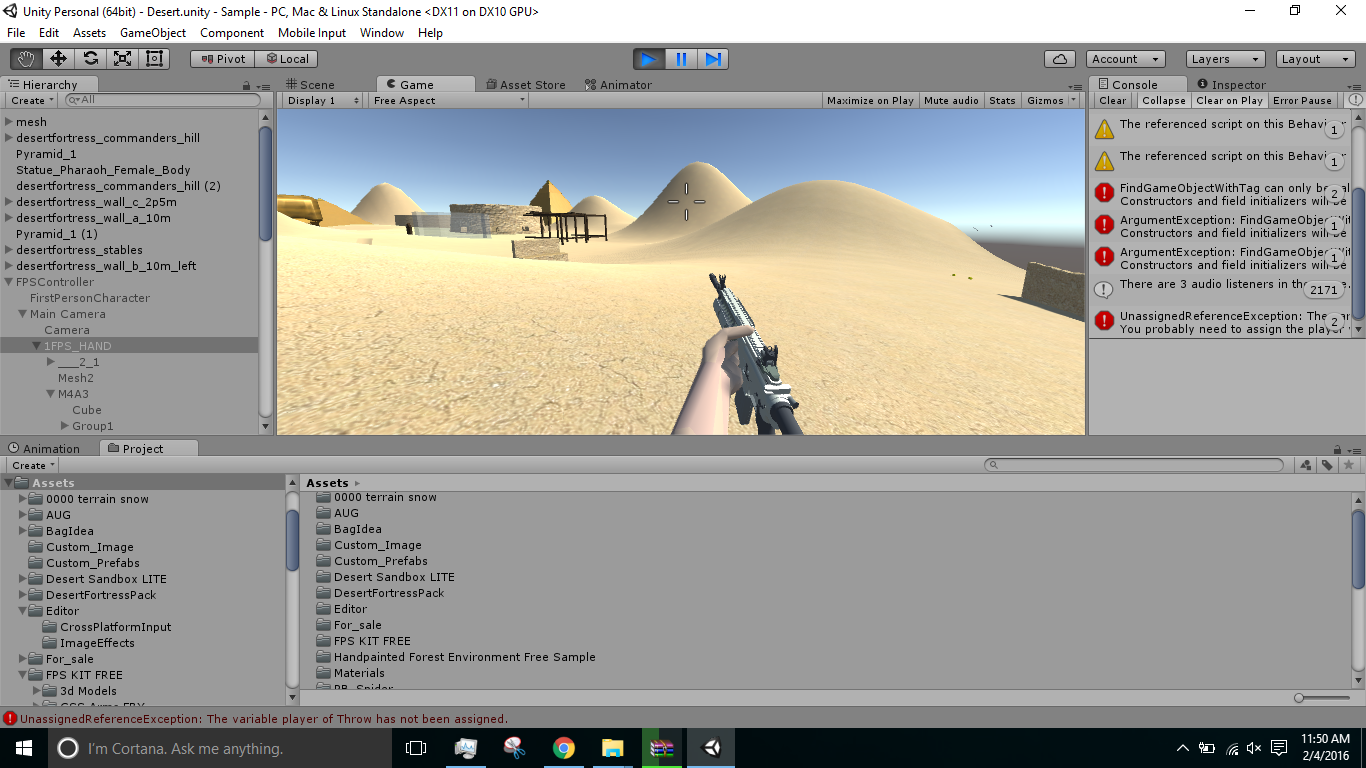 Unity Personal (64bit) - Desert.unity - Sample - PC, Mac & Linux Standalone <DX11 on DX10 GPU>
File Edit Assets GameObject Component Mobile Input Window Help
Pivot Local Account Layers Layout
Hierarchy
Create All
mesh
desertfortress_commanders_hill
Pyramid_1
Statue_Pharaoh_Female_Body
desertfortress_commanders_hill (2)
desertfortress_wall_c_2p5m
desertfortress_wall_a_10m
Pyramid_1 (1)
desertfortress_stables
desertfortress_wall_b_10m_left
FPSController
FirstPersonCharacter
Main Camera
Camera
1FPS_HAND
___2_1
Mesh2
M4A3
Cube
Group1
Scene Game Asset Store Animator
Display 1 Free Aspect Maximize on Play Mute audio Stats Gizmos
Console Inspector
Clear Collapse Clear on Play Error Pause
The referenced script on this Behavi 1
The referenced script on this Behavi 1
FindGameObjectWithTag can only be 2
Constructors and field initializers will be
ArgumentException: FindGameObje 1
Constructors and field initializers will be
ArgumentException: FindGameObje 1
Constructors and field initializers will be
There are 3 audio listeners in th 2171
UnassignedReferenceException: The 2
You probably need to assign the player
Animation Project
Create
Assets
0000 terrain snow
AUG
BagIdea
Custom_Image
Custom_Prefabs
Desert Sandbox LITE
DesertFortressPack
Editor
CrossPlatformInput
ImageEffects
For_sale
FPS KIT FREE
3d Models
Assets
0000 terrain snow
AUG
BagIdea
Custom_Image
Custom_Prefabs
Desert Sandbox LITE
DesertFortressPack
Editor
For_sale
FPS KIT FREE
Handpainted Forest Environment Free Sample
Materials
UnassignedReferenceException: The variable player of Throw has not been assigned.
I'm Cortana. Ask me anything.
11:50 AM
2/4/2016